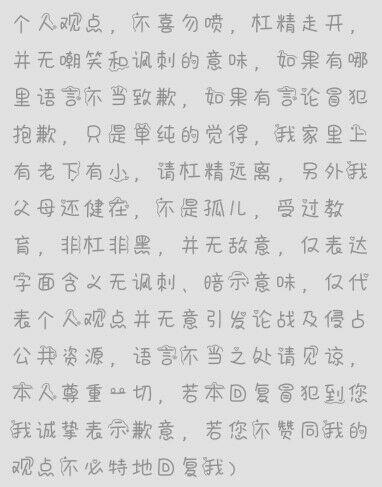 个人观点，不喜勿喷，杠精走开，
并无嘲笑和讽刺的意味，如果有哪
里语言不当致歉，如果有言论冒犯
抱歉，只是单纯的觉得，我家里上
有老下有小，请杠精远离，另外我
父母还健在，不是孤儿，受过教
育，非杠非黑，并无敌意，仅表达
字面含义无讽刺、暗示意味，仅代
表个人观点并无意引发论战及侵占
公共资源，语言不当之处请见谅，
本人尊重一切，若本回复冒犯到您
我诚挚表示歉意，若您不赞同我的
观点不必特地回复我）